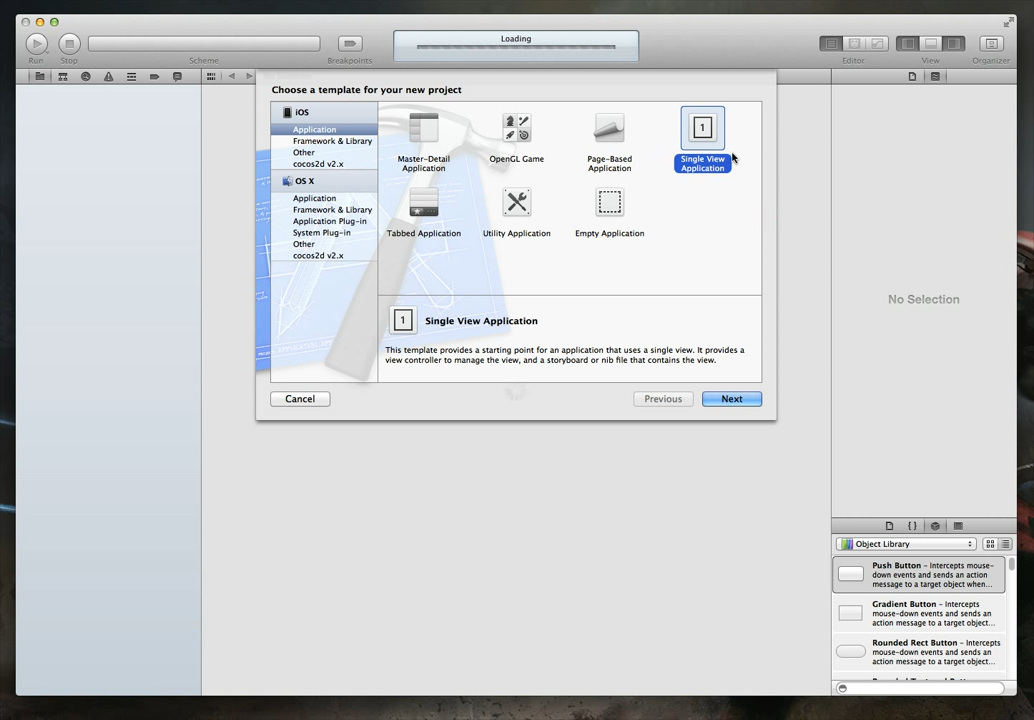 Loading
Run
Stop
Scheme
Breakpoints
Editor
View
Organizer
Choose a template for your new project
iOS
Application
Framework & Library
Other
cocos2d v2.x
OS X
Application
Framework & Library
Application Plug-in
System Plug-in
Other
cocos2d v2.x
Master-Detail
Application
OpenGL Game
Page-Based
Application
1
Single View
Application
Tabbed Application
Utility Application
Empty Application
1
Single View Application
This template provides a starting point for an application that uses a single view. It provides a
view controller to manage the view, and a storyboard or nib file that contains the view.
Cancel
Previous
Next
No Selection
{ }
Object Library
Push Button – Intercepts mouse-
down events and sends an action
message to a target object when...
Gradient Button – Intercepts
mouse-down events and sends an
action message to a target object...
Rounded Rect Button – Intercepts
mouse-down events and sends an
action message to a target object...